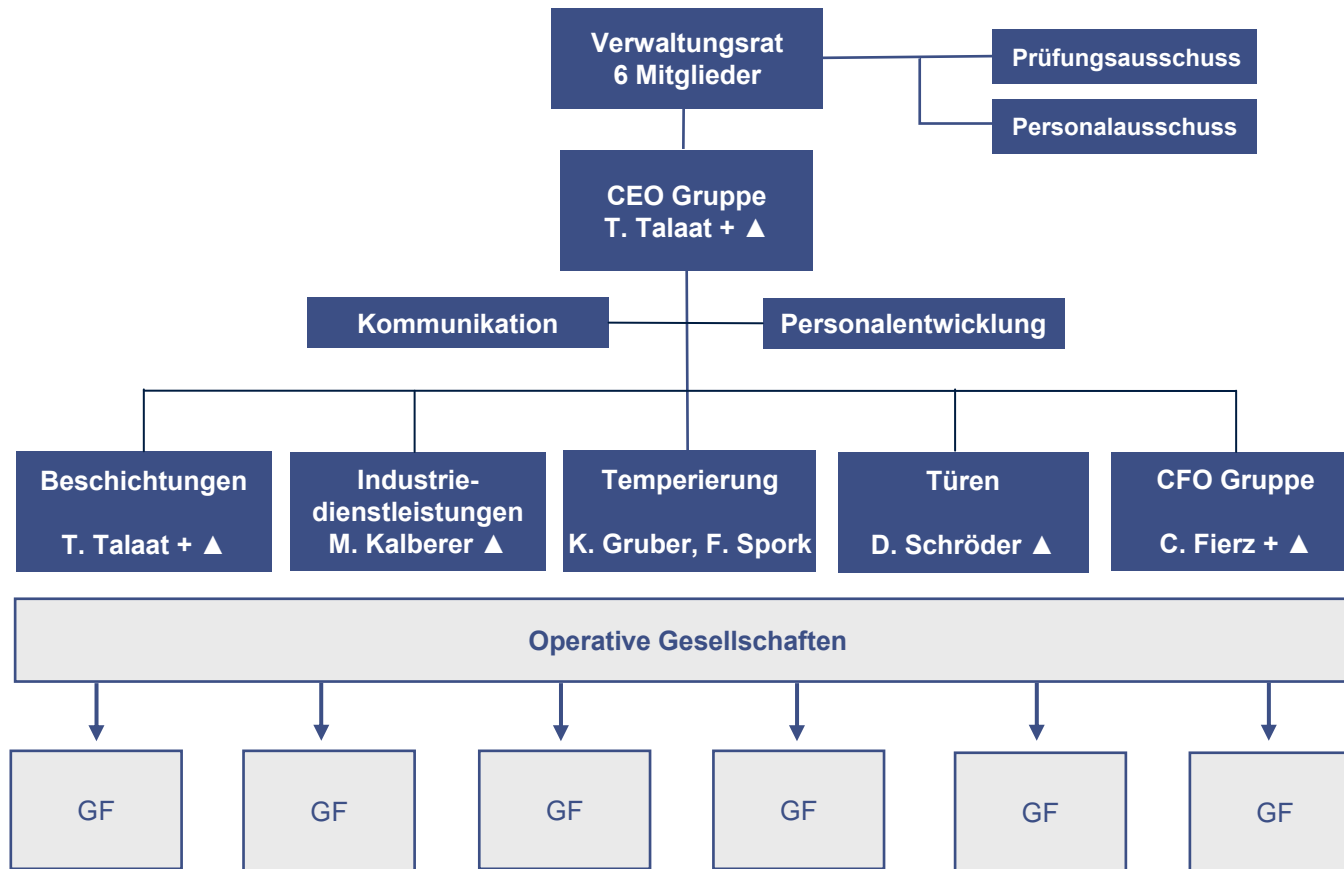 Verwaltungsrat
6 Mitglieder
Prüfungsausschuss
Personalausschuss
CEO Gruppe
T. Talaat + ▲
Kommunikation
Personalentwicklung
Beschichtungen
T. Talaat + ▲
Industrie-
dienstleistungen
M. Kalberer ▲
Temperierung
K. Gruber, F. Spork
Türen
D. Schröder ▲
CFO Gruppe
C. Fierz + ▲
Operative Gesellschaften
GF
GF
GF
GF
GF
GF